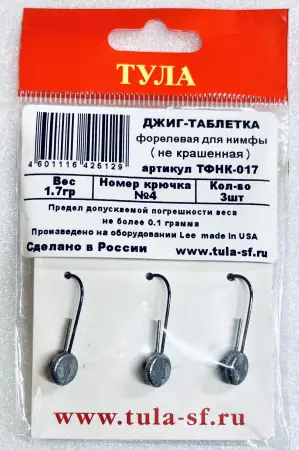 ТУЛА
ДЖИГ-ТАБЛЕТКА
форелевая для нимфы
( не крашенная )
4 601116 425129
артикул ТФНК-017
Вес Номер крючка Кол-во
1.7гр №4 3шт
Предел допускаемой погрешности веса
не более 0.1 грамма
Произведено на оборудовании Lee made in USA
Сделано в России www.tula-sf.ru
www.tula-sf.ru